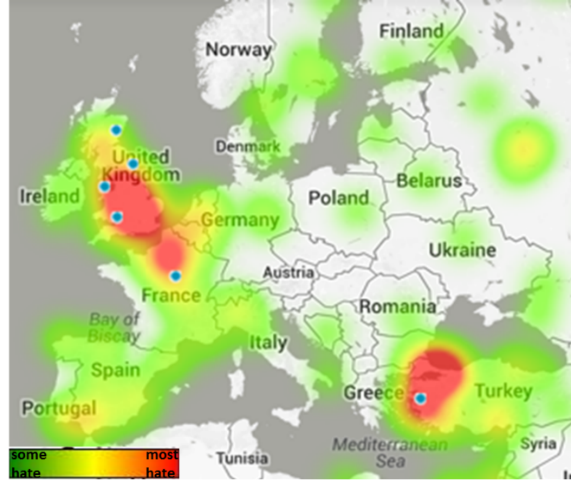 Finland
Norway
United
Kingdom
Denmark
Ireland
Belarus
Poland
Germany
Ukraine
Austria
France
Romania
Bay of
Biscay
Italy
Spain
Greece
Turkey
Portugal
Mediterranean
Sea
Syria
Tunisia
some
hate
most
hate